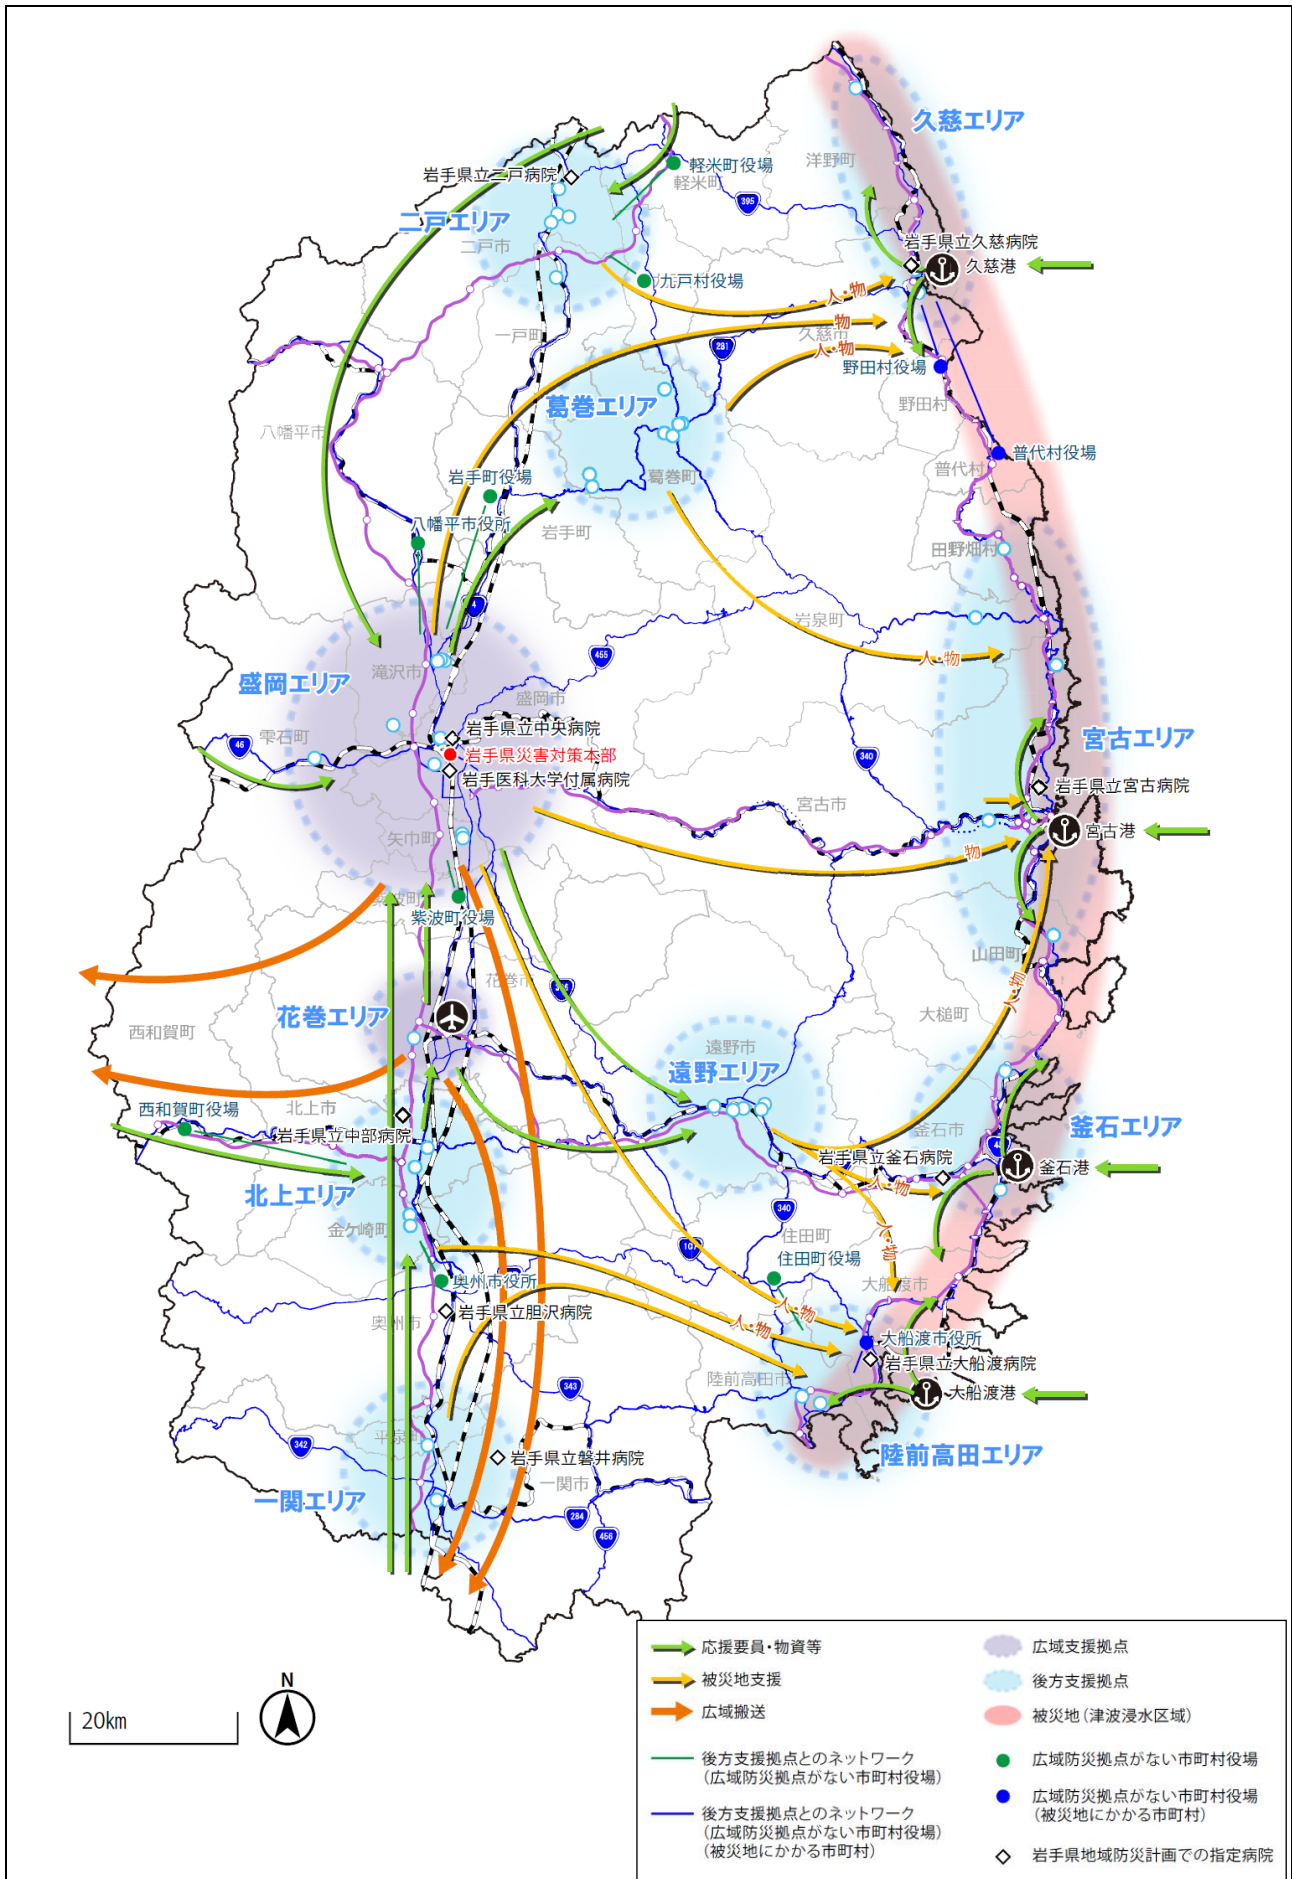 久慈エリア
洋野町
軽米町役場
軽米町
岩手県立二戸病院
395
二戸エリア
二戸市
岩手県立久慈病院
久慈港
九戸村役場
人・物
物
一戸町
久慈市
人・物
281
野田村役場
葛巻エリア
野田村
八幡平市
普代村役場
普代村
岩手町役場
葛巻町
八幡平市役所
岩手町
田野畑村
4
岩泉町
455
人・物
滝沢市
盛岡エリア
盛岡市
雫石町
46
岩手県立中央病院
岩手県災害対策本部
岩手医科大学付属病院
340
宮古エリア
岩手県立宮古病院
宮古市
宮古港
矢巾町
物
紫波町
紫波町役場
山田町
花巻市
人・物
花巻エリア
大槌町
西和賀町
遠野市
遠野エリア
北上市
西和賀町役場
岩手県立中部病院
釜石市
釜石エリア
岩手県立釜石病院
釜石港
人・物
北上エリア
340
金ケ崎町
住田町
人・物
107
住田町役場
奥州市役所
大船渡市
人・物
岩手県立胆沢病院
奥州市
人・物
大船渡市役所
岩手県立大船渡病院
陸前高田市
343
大船渡港
平泉町
342
岩手県立磐井病院
陸前高田エリア
一関市
一関エリア
284
456
応援要員・物資等
被災地支援
広域搬送
後方支援拠点とのネットワーク
(広域防災拠点がない市町村役場)
後方支援拠点とのネットワーク
(広域防災拠点がない市町村役場)
(被災地にかかる市町村)
広域支援拠点
後方支援拠点
被災地(津波浸水区域)
広域防災拠点がない市町村役場
広域防災拠点がない市町村役場
(被災地にかかる市町村)
岩手県地域防災計画での指定病院
20km
N